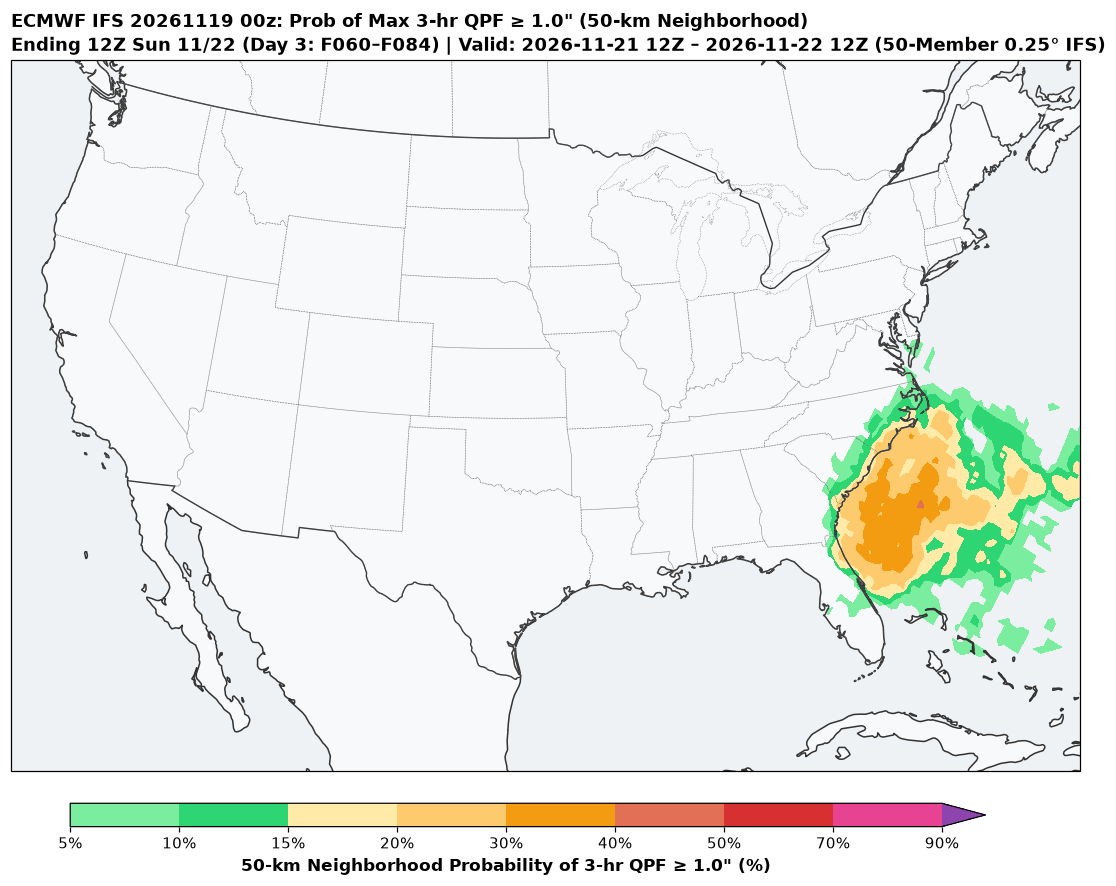 ECMWF IFS 20261119 00z: Prob of Max 3-hr QPF ≥ 1.0" (50-km Neighborhood)
Ending 12Z Sun 11/22 (Day 3: F060–F084) | Valid: 2026-11-21 12Z – 2026-11-22 12Z (50-Member 0.25° IFS)
5% 10% 15% 20% 30% 40% 50% 70% 90%
50-km Neighborhood Probability of 3-hr QPF ≥ 1.0" (%)